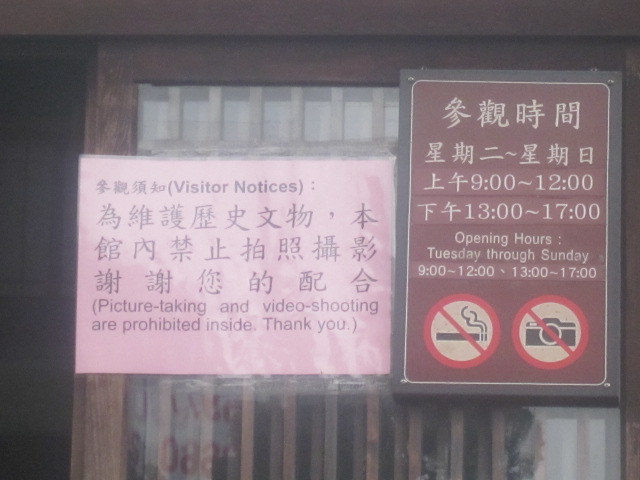 參觀須知(Visitor Notices)：
為維護歷史文物，本
館內禁止拍照攝影
謝謝您的配合
(Picture-taking and video-shooting
are prohibited inside. Thank you.)
參觀時間
星期二~星期日
上午9:00~12:00
下午13:00~17:00
Opening Hours :
Tuesday through Sunday
9:00~12:00、13:00~17:00